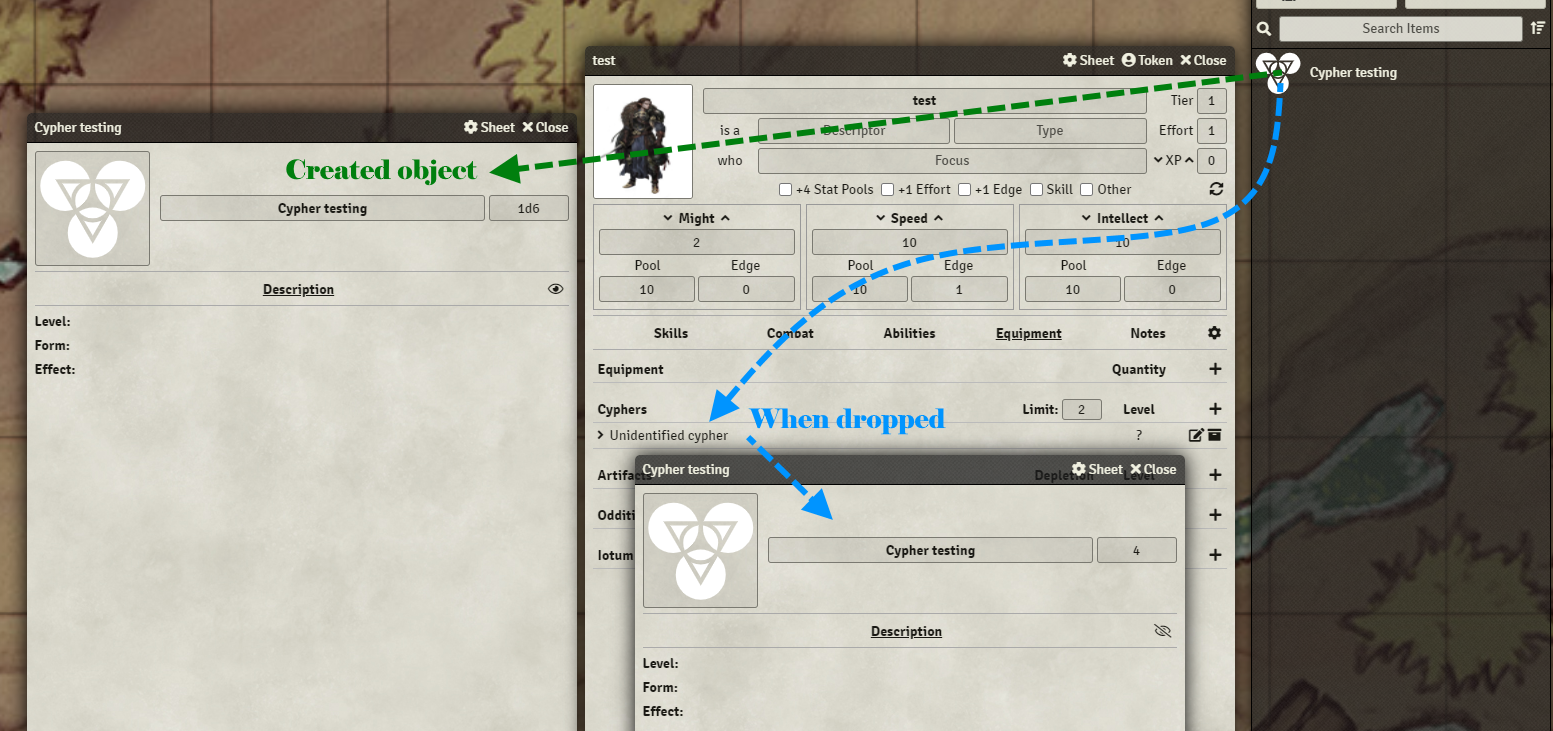 Search Items
Cypher testing
Cypher testing
Sheet Close
Created object
Cypher testing 1d6
Description
Level:
Form:
Effect:
test
Sheet Token Close
test Tier 1
is a Descriptor Type Effort 1
who Focus XP 0
+4 Stat Pools +1 Effort +1 Edge Skill Other
Might Speed Intellect
2 10 10
Pool Edge Pool Edge Pool Edge
10 0 10 1 10 0
Skills Combat Abilities Equipment Notes
Equipment Quantity +
Cyphers Limit: 2 Level +
When dropped
Unidentified cypher ?
Artifacts Depletion Level +
Oddi +
Iotum +
Cypher testing Sheet Close
Cypher testing 4
Description
Level:
Form:
Effect: